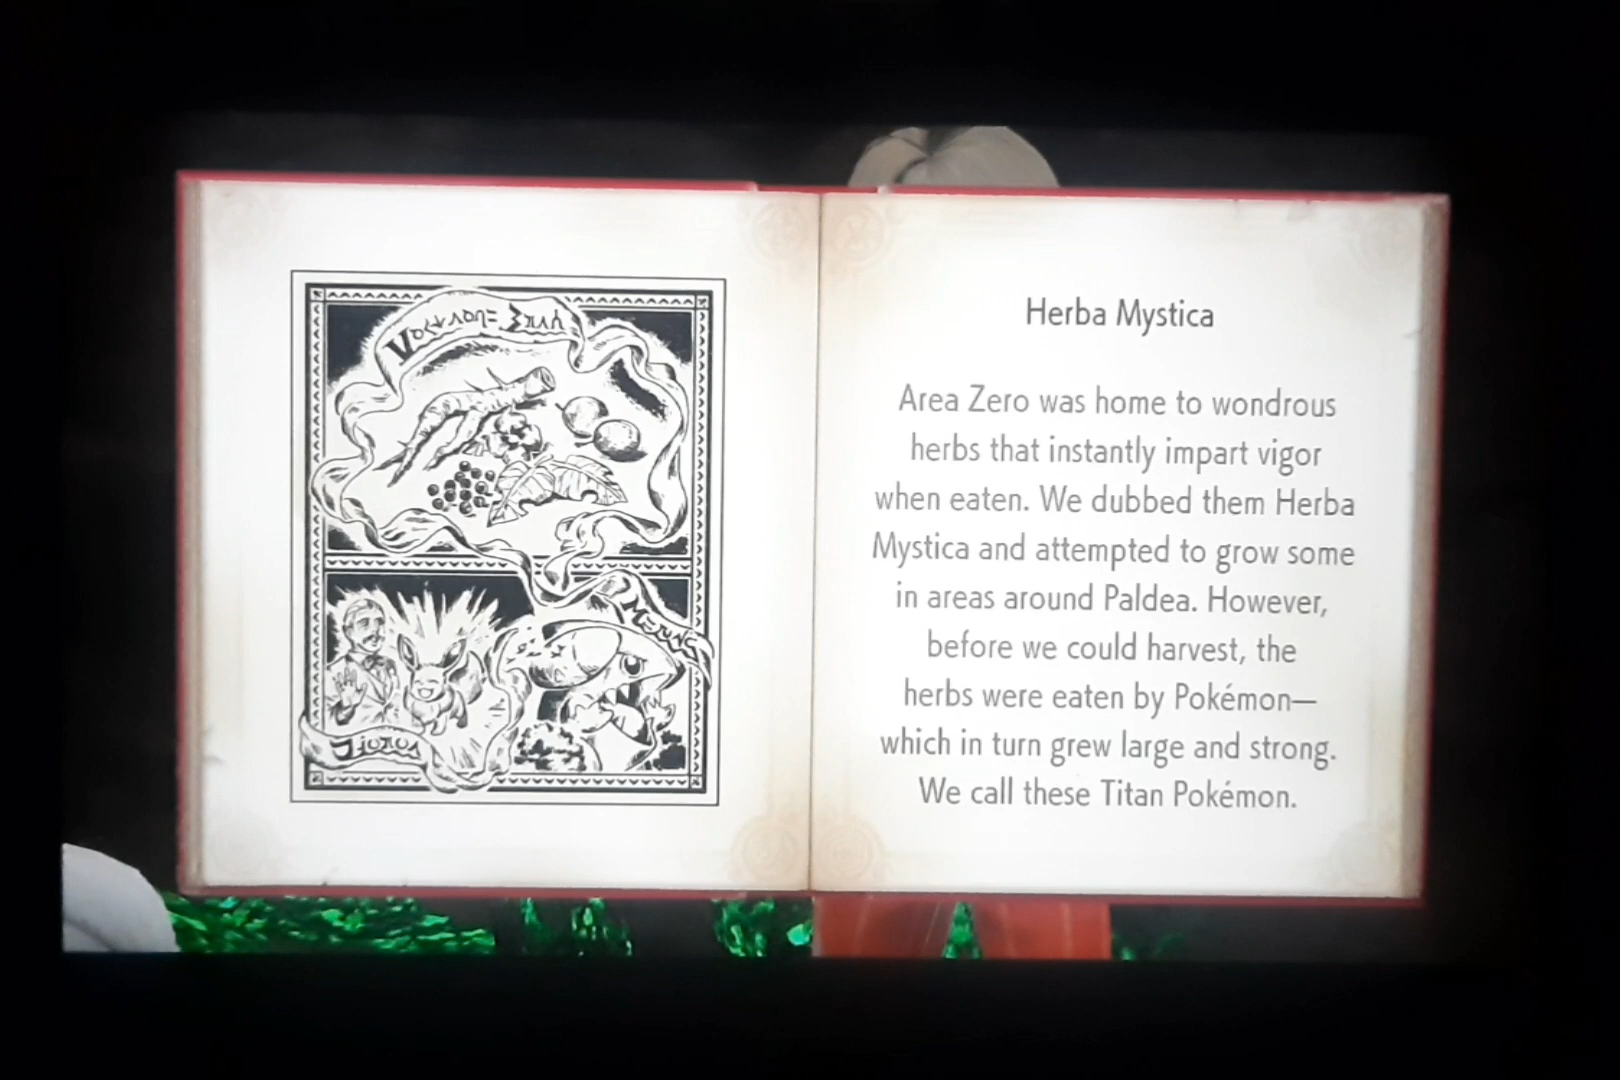 Herba Mystica
Area Zero was home to wondrous
herbs that instantly impart vigor
when eaten. We dubbed them Herba
Mystica and attempted to grow some
in areas around Paldea. However,
before we could harvest, the
herbs were eaten by Pokémon—
which in turn grew large and strong.
We call these Titan Pokémon.